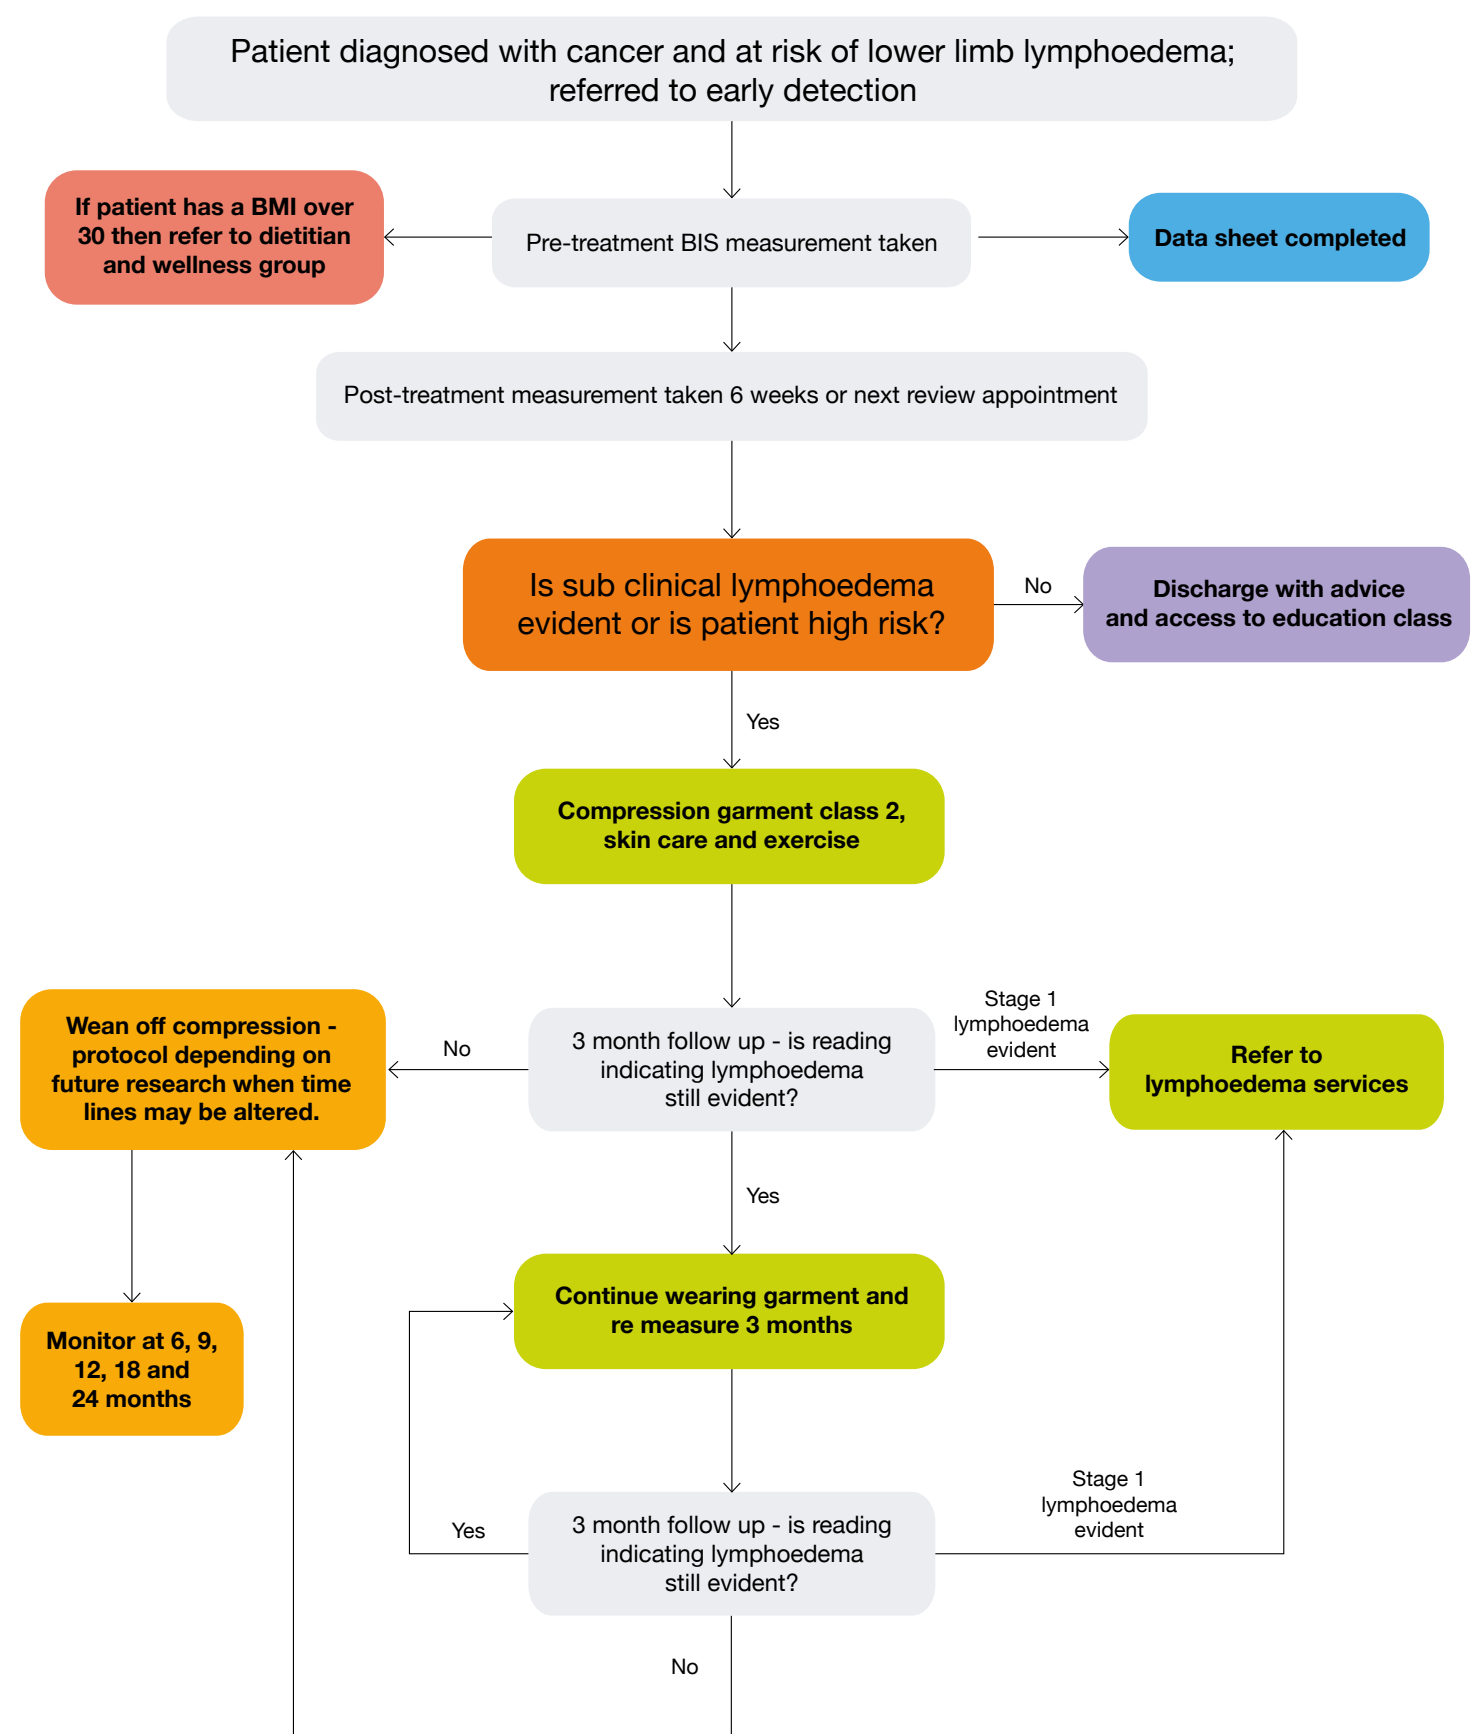 Patient diagnosed with cancer and at risk of lower limb lymphoedema;
referred to early detection
If patient has a BMI over
30 then refer to dietitian
and wellness group
Pre-treatment BIS measurement taken
Data sheet completed
Post-treatment measurement taken 6 weeks or next review appointment
Is sub clinical lymphoedema
evident or is patient high risk?
No
Discharge with advice
and access to education class
Yes
Compression garment class 2,
skin care and exercise
Wean off compression -
protocol depending on
future research when time
lines may be altered.
No
3 month follow up - is reading
indicating lymphoedema
still evident?
Stage 1
lymphoedema
evident
Refer to
lymphoedema services
Yes
Continue wearing garment and
re measure 3 months
Monitor at 6, 9,
12, 18 and
24 months
Yes
3 month follow up - is reading
indicating lymphoedema
still evident?
Stage 1
lymphoedema
evident
No